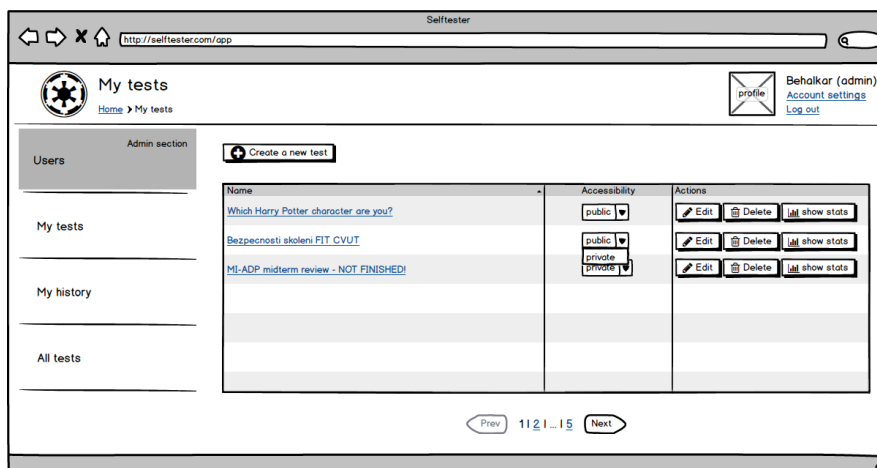 Selftester
http://selftester.com/app
My tests
Home > My tests
profile
Behalkar (admin)
Account settings
Log out
Admin section
Users
My tests
My history
All tests
Create a new test
Name Accessibility Actions
Which Harry Potter character are you? public Edit Delete show stats
Bezpecnosti skoleni FIT CVUT public Edit Delete show stats
private
MI-ADP midterm review - NOT FINISHED! private Edit Delete show stats
Prev 1 | 2 | ... | 5 Next